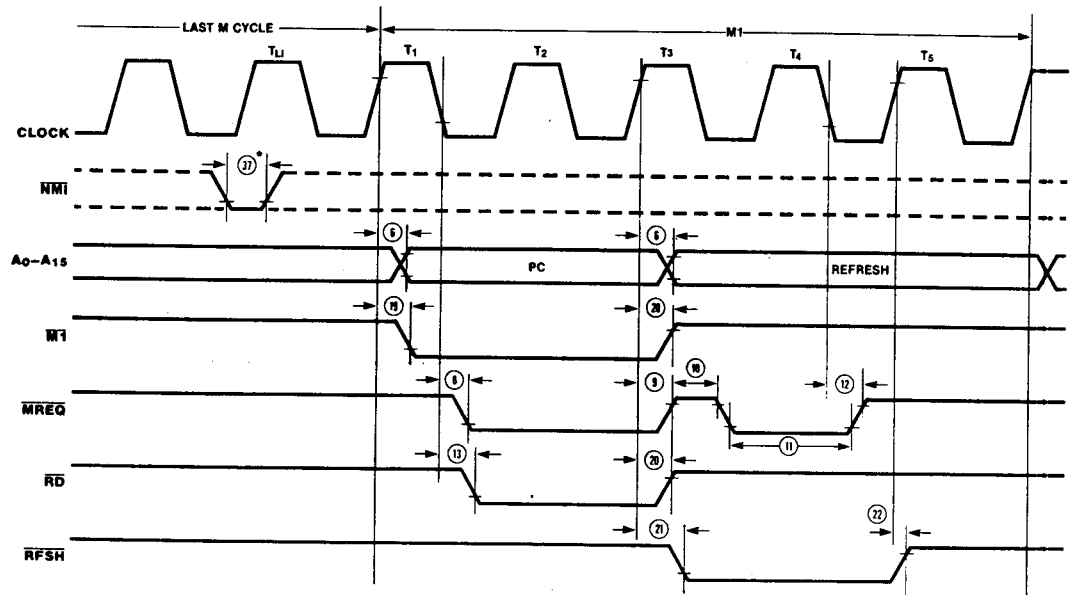 LAST M CYCLE M1
TLI T1 T2 T3 T4 T5
CLOCK
37*
NMI
6 6
A0–A15 PC REFRESH
19 20
M1
8 9 10 12
MREQ
11
13 20
RD
21 22
RFSH